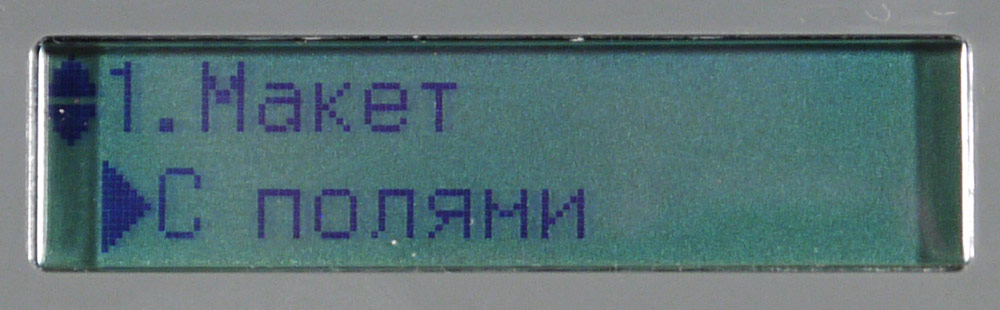 1.Макет
С полями